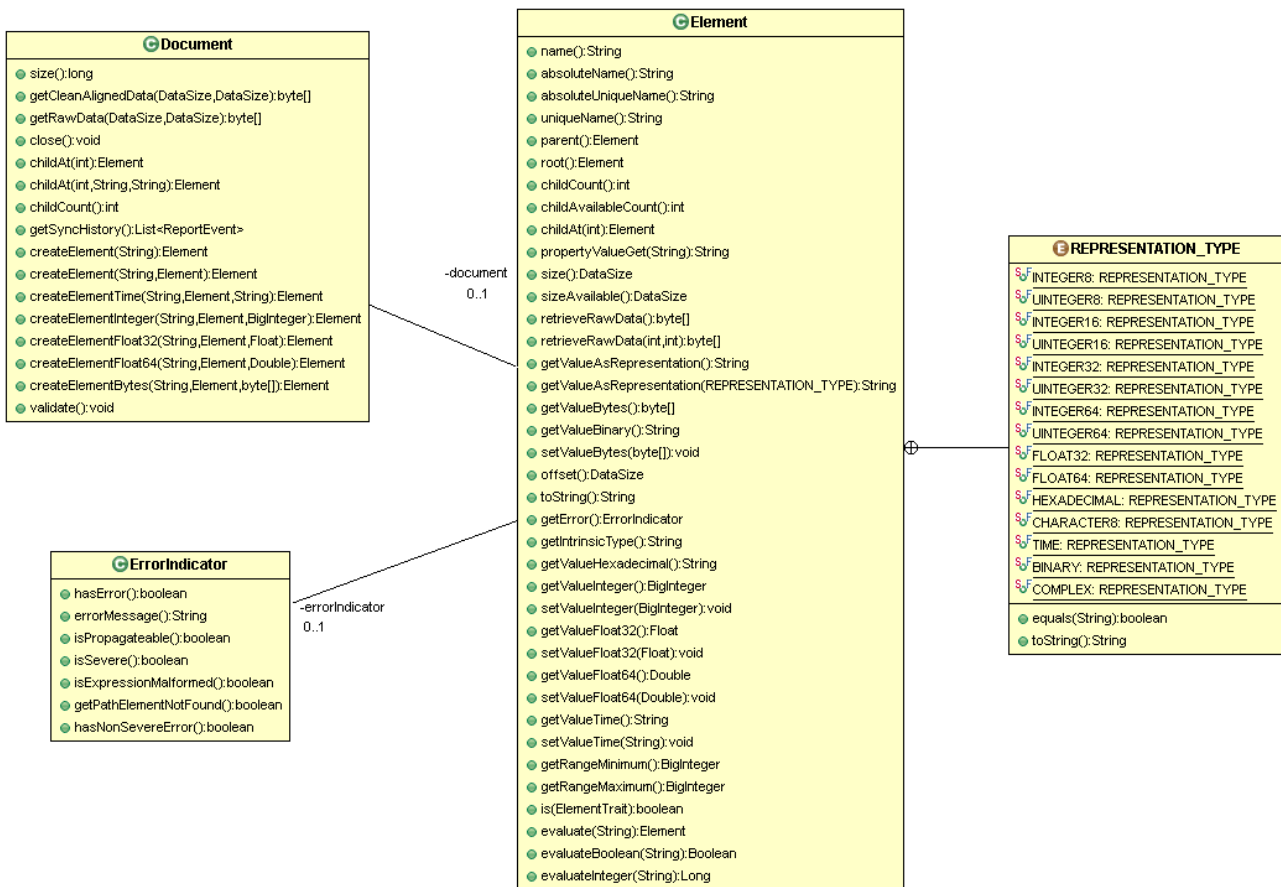 Document
size():long
getCleanAlignedData(DataSize,DataSize):byte[]
getRawData(DataSize,DataSize):byte[]
close():void
childAt(int):Element
childAt(int,String,String):Element
childCount():int
getSyncHistory():List<ReportEvent>
createElement(String):Element
createElement(String,Element):Element
createElementTime(String,Element,String):Element
createElementInteger(String,Element,BigInteger):Element
createElementFloat32(String,Element,Float):Element
createElementFloat64(String,Element,Double):Element
createElementBytes(String,Element,byte[]):Element
validate():void
-document
0..1
ErrorIndicator
hasError():boolean
errorMessage():String
isPropagateable():boolean
isSevere():boolean
isExpressionMalformed():boolean
getPathElementNotFound():boolean
hasNonSevereError():boolean
-errorIndicator
0..1
Element
name():String
absoluteName():String
absoluteUniqueName():String
uniqueName():String
parent():Element
root():Element
childCount():int
childAvailableCount():int
childAt(int):Element
propertyValueGet(String):String
size():DataSize
sizeAvailable():DataSize
retrieveRawData():byte[]
retrieveRawData(int,int):byte[]
getValueAsRepresentation():String
getValueAsRepresentation(REPRESENTATION_TYPE):String
getValueBytes():byte[]
getValueBinary():String
setValueBytes(byte[]):void
offset():DataSize
toString():String
getError():ErrorIndicator
getIntrinsicType():String
getValueHexadecimal():String
getValueInteger():BigInteger
setValueInteger(BigInteger):void
getValueFloat32():Float
setValueFloat32(Float):void
getValueFloat64():Double
setValueFloat64(Double):void
getValueTime():String
setValueTime(String):void
getRangeMinimum():BigInteger
getRangeMaximum():BigInteger
is(ElementTrait):boolean
evaluate(String):Element
evaluateBoolean(String):Boolean
evaluateInteger(String):Long
REPRESENTATION_TYPE
INTEGER8: REPRESENTATION_TYPE
UINTEGER8: REPRESENTATION_TYPE
INTEGER16: REPRESENTATION_TYPE
UINTEGER16: REPRESENTATION_TYPE
INTEGER32: REPRESENTATION_TYPE
UINTEGER32: REPRESENTATION_TYPE
INTEGER64: REPRESENTATION_TYPE
UINTEGER64: REPRESENTATION_TYPE
FLOAT32: REPRESENTATION_TYPE
FLOAT64: REPRESENTATION_TYPE
HEXADECIMAL: REPRESENTATION_TYPE
CHARACTER8: REPRESENTATION_TYPE
TIME: REPRESENTATION_TYPE
BINARY: REPRESENTATION_TYPE
COMPLEX: REPRESENTATION_TYPE
equals(String):boolean
toString():String